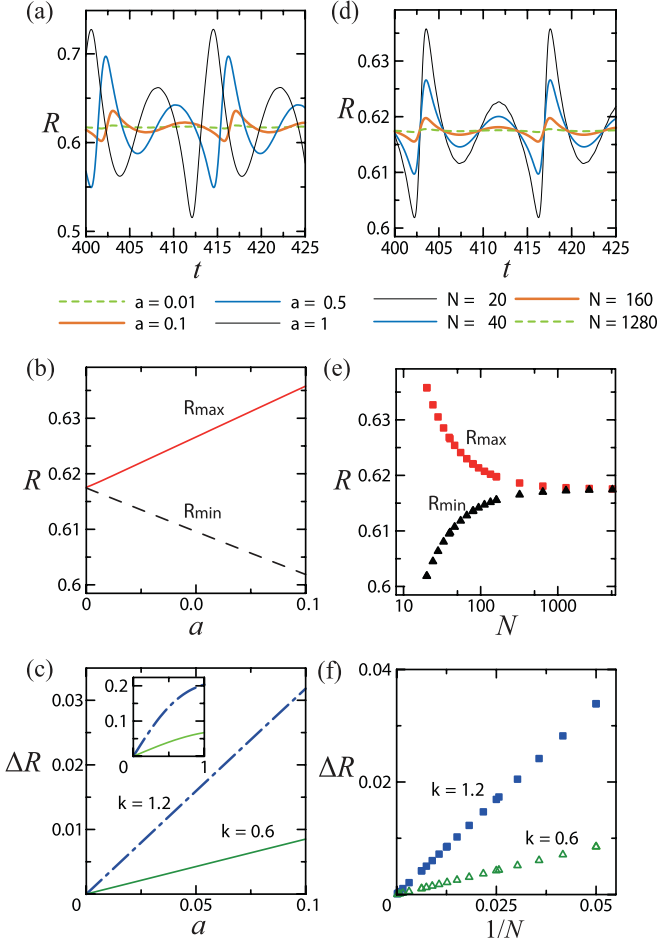 (a)
0.7
R
0.6
0.5
400 405 410 415 420 425
t
(d)
0.63
R
0.62
0.61
0.6
400 405 410 415 420 425
t
a = 0.01 a = 0.5
a = 0.1 a = 1
N = 20 N = 160
N = 40 N = 1280
(b)
0.63
R
0.62
0.61
0.6
Rmax
Rmin
0 0.0 0.1
a
(e)
0.63
R
0.62
0.61
0.6
Rmax
Rmin
10 100 1000
N
(c)
0.03
ΔR
0.02
0.01
0
0.2
0.1
0
0 1
k = 1.2
k = 0.6
0.05 0.1
a
(f)
0.04
ΔR
0.02
0
k = 1.2
k = 0.6
0 0.025 0.05
1/N